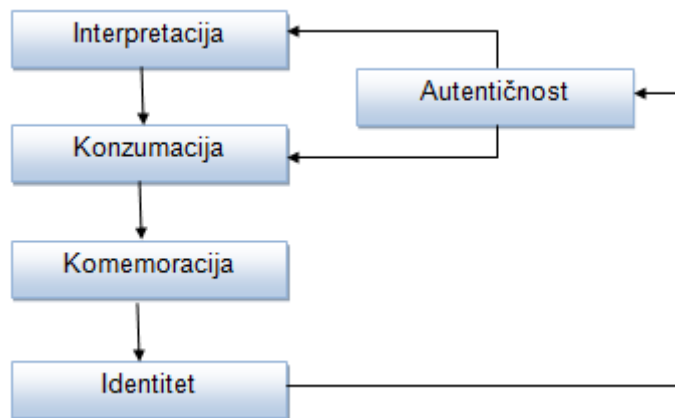 Interpretacija
Autentičnost
Konzumacija
Komemoracija
Identitet